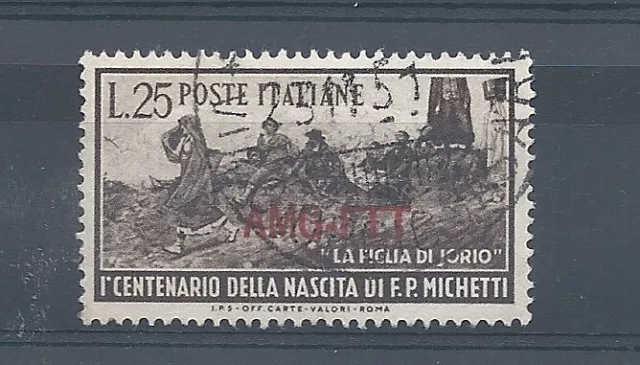 L.25 POSTE ITALIANE
AMG-FTT
"LA FIGLIA DI JORIO"
I° CENTENARIO DELLA NASCITA DI F.P. MICHETTI
I.P.S-OFF.CARTE-VALORI-ROMA